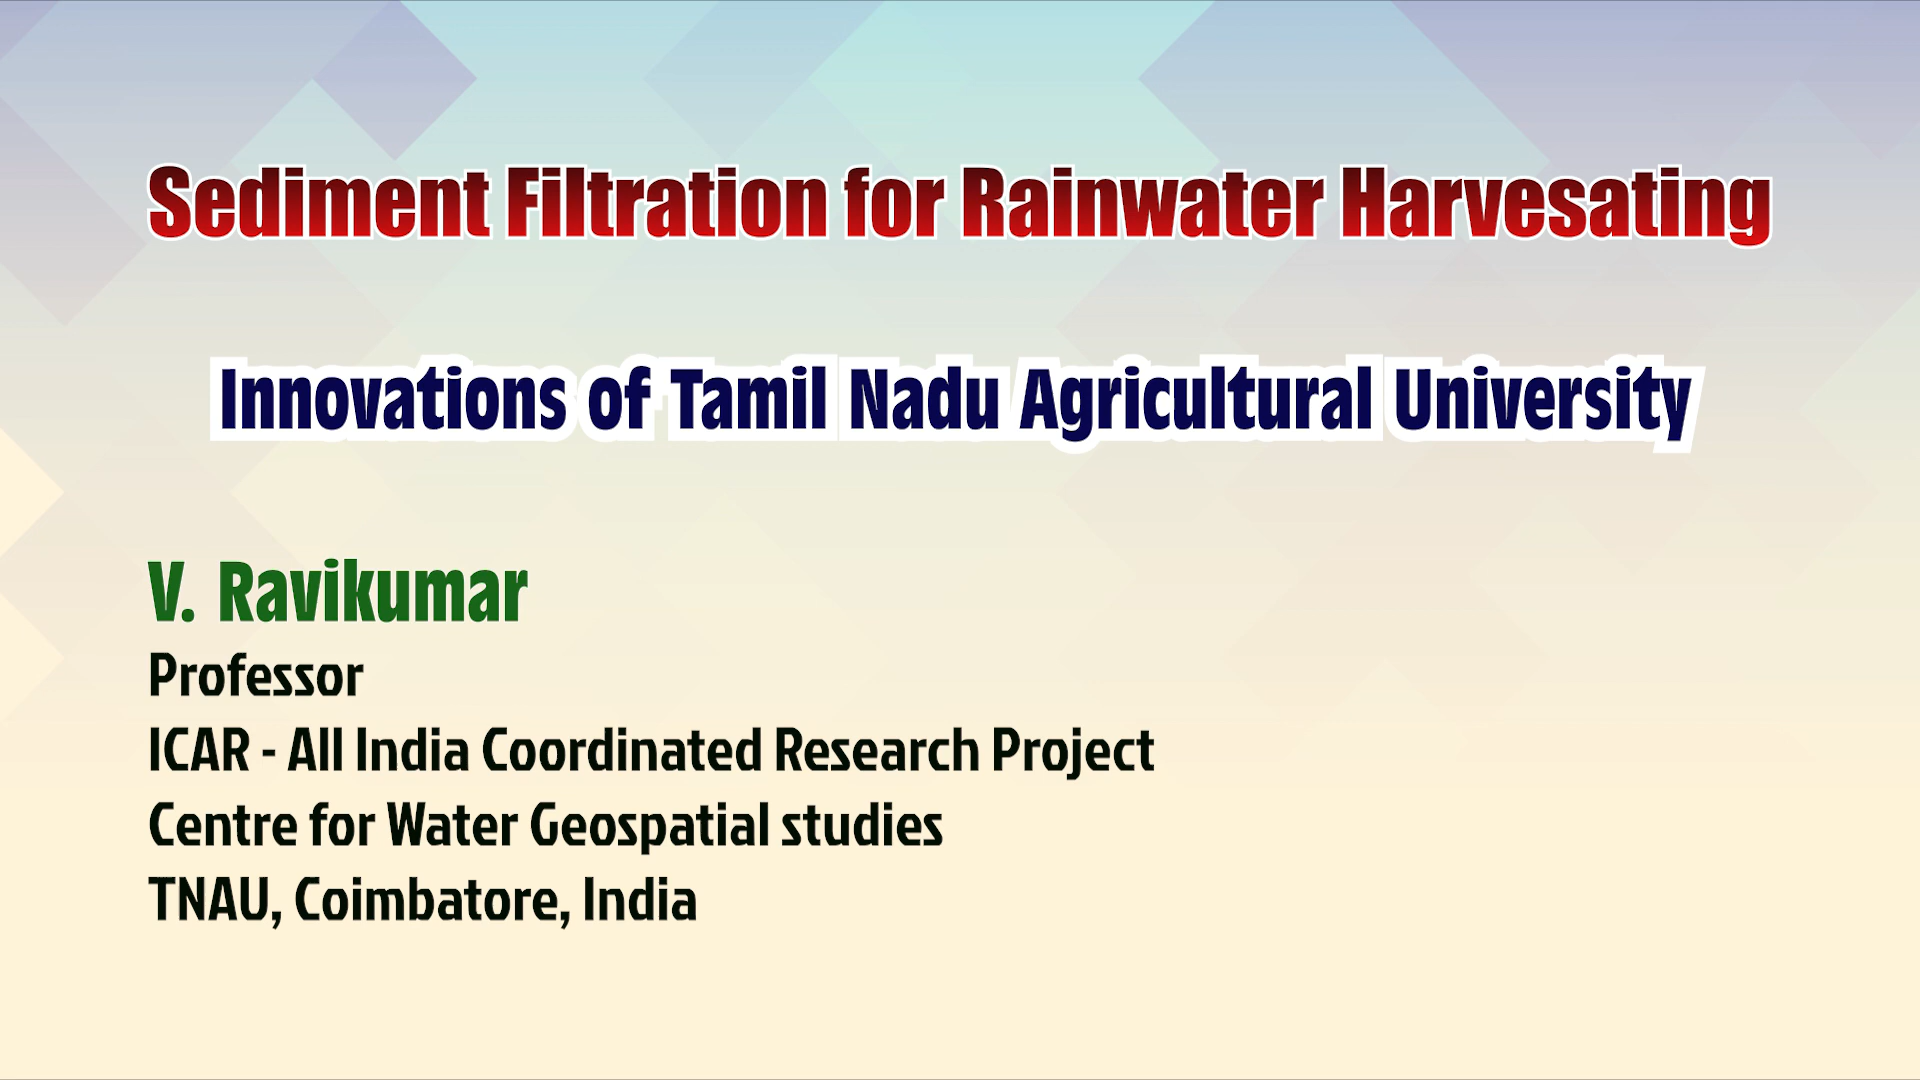 Sediment Filtration for Rainwater Harvesating
Innovations of Tamil Nadu Agricultural University
V. Ravikumar
Professor
ICAR - All India Coordinated Research Project
Centre for Water Geospatial studies
TNAU, Coimbatore, India